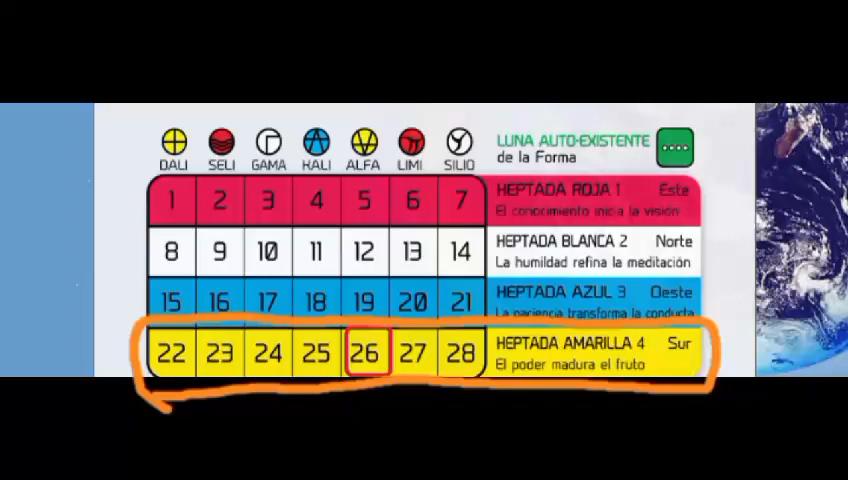 DALI SELI GAMA KALI ALFA LIMI SILIO
LUNA AUTO-EXISTENTE
de la Forma
1 2 3 4 5 6 7
HEPTADA ROJA 1 Este
El conocimiento inicia la visión
8 9 10 11 12 13 14
HEPTADA BLANCA 2 Norte
La humildad refina la meditación
15 16 17 18 19 20 21
HEPTADA AZUL 3 Oeste
La paciencia transforma la conducta
22 23 24 25 26 27 28
HEPTADA AMARILLA 4 Sur
El poder madura el fruto